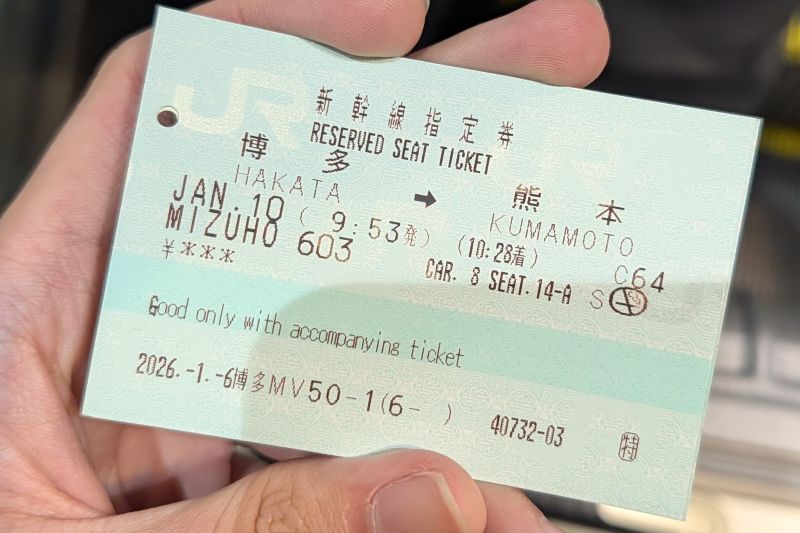 JR
新幹線指定券
RESERVED SEAT TICKET
博多 ➡ 熊本
HAKATA KUMAMOTO
JAN.10 ( 9:53発) (10:28着) C64
MIZUHO 603 CAR. 8 SEAT.14-A S
¥***
Good only with accompanying ticket
2026.-1.-6博多MV50-1(6- ) 40732-03 特